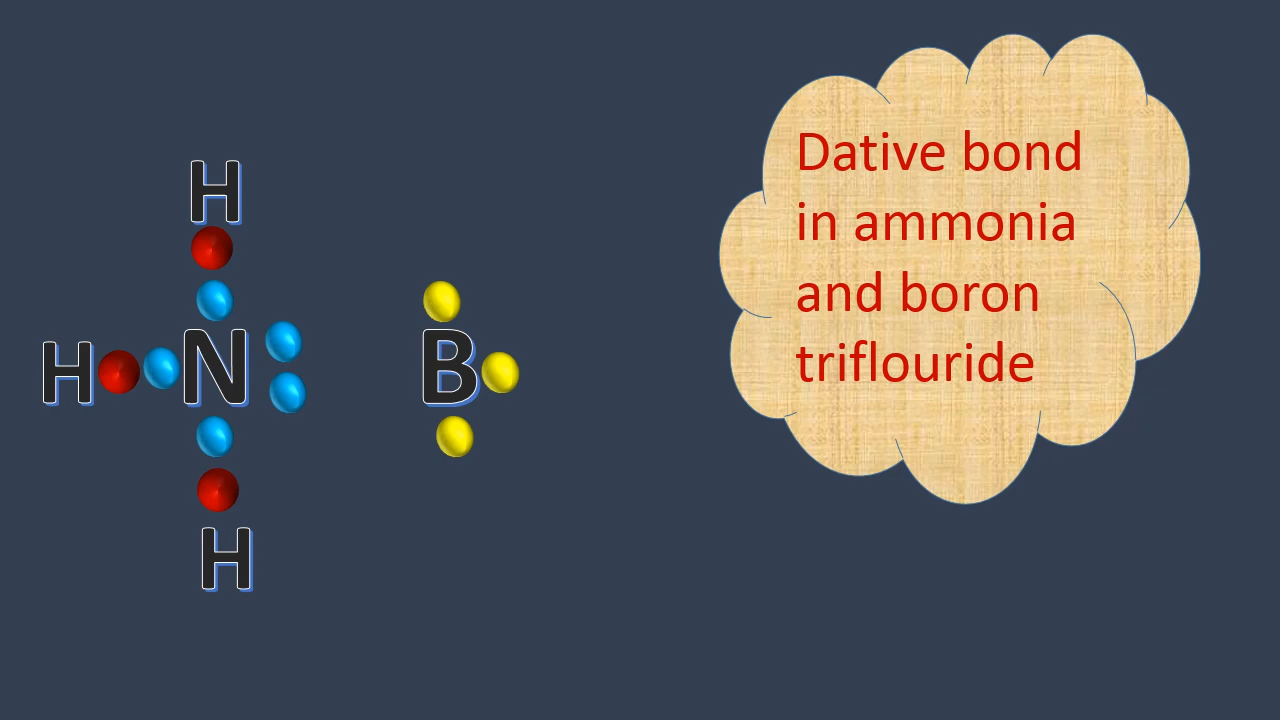 H
H N B
H
Dative bond
in ammonia
and boron
triflouride